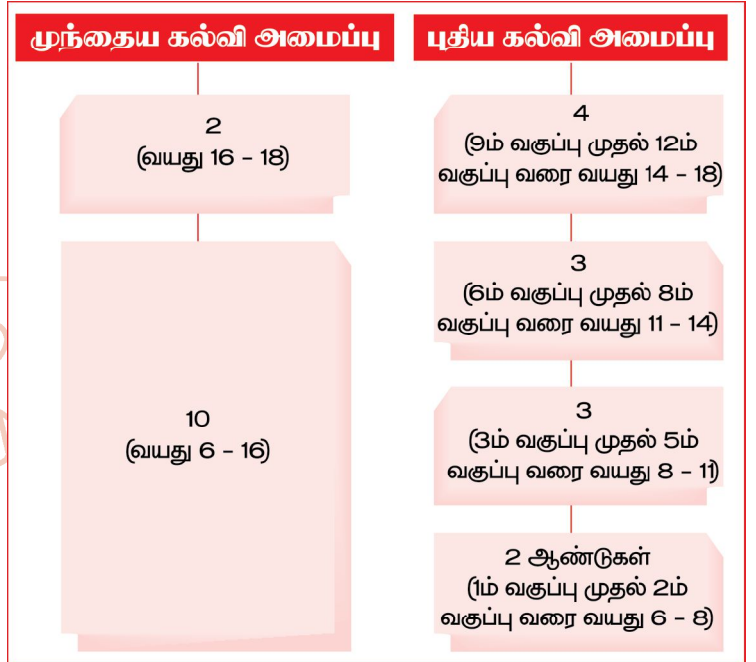 முந்தைய கல்வி அமைப்பு
2
(வயது 16 – 18)
10
(வயது 6 – 16)
புதிய கல்வி அமைப்பு
4
(9ம் வகுப்பு முதல் 12ம்
வகுப்பு வரை வயது 14 – 18)
3
(6ம் வகுப்பு முதல் 8ம்
வகுப்பு வரை வயது 11 – 14)
3
(3ம் வகுப்பு முதல் 5ம்
வகுப்பு வரை வயது 8 – 11)
2 ஆண்டுகள்
(1ம் வகுப்பு முதல் 2ம்
வகுப்பு வரை வயது 6 – 8)